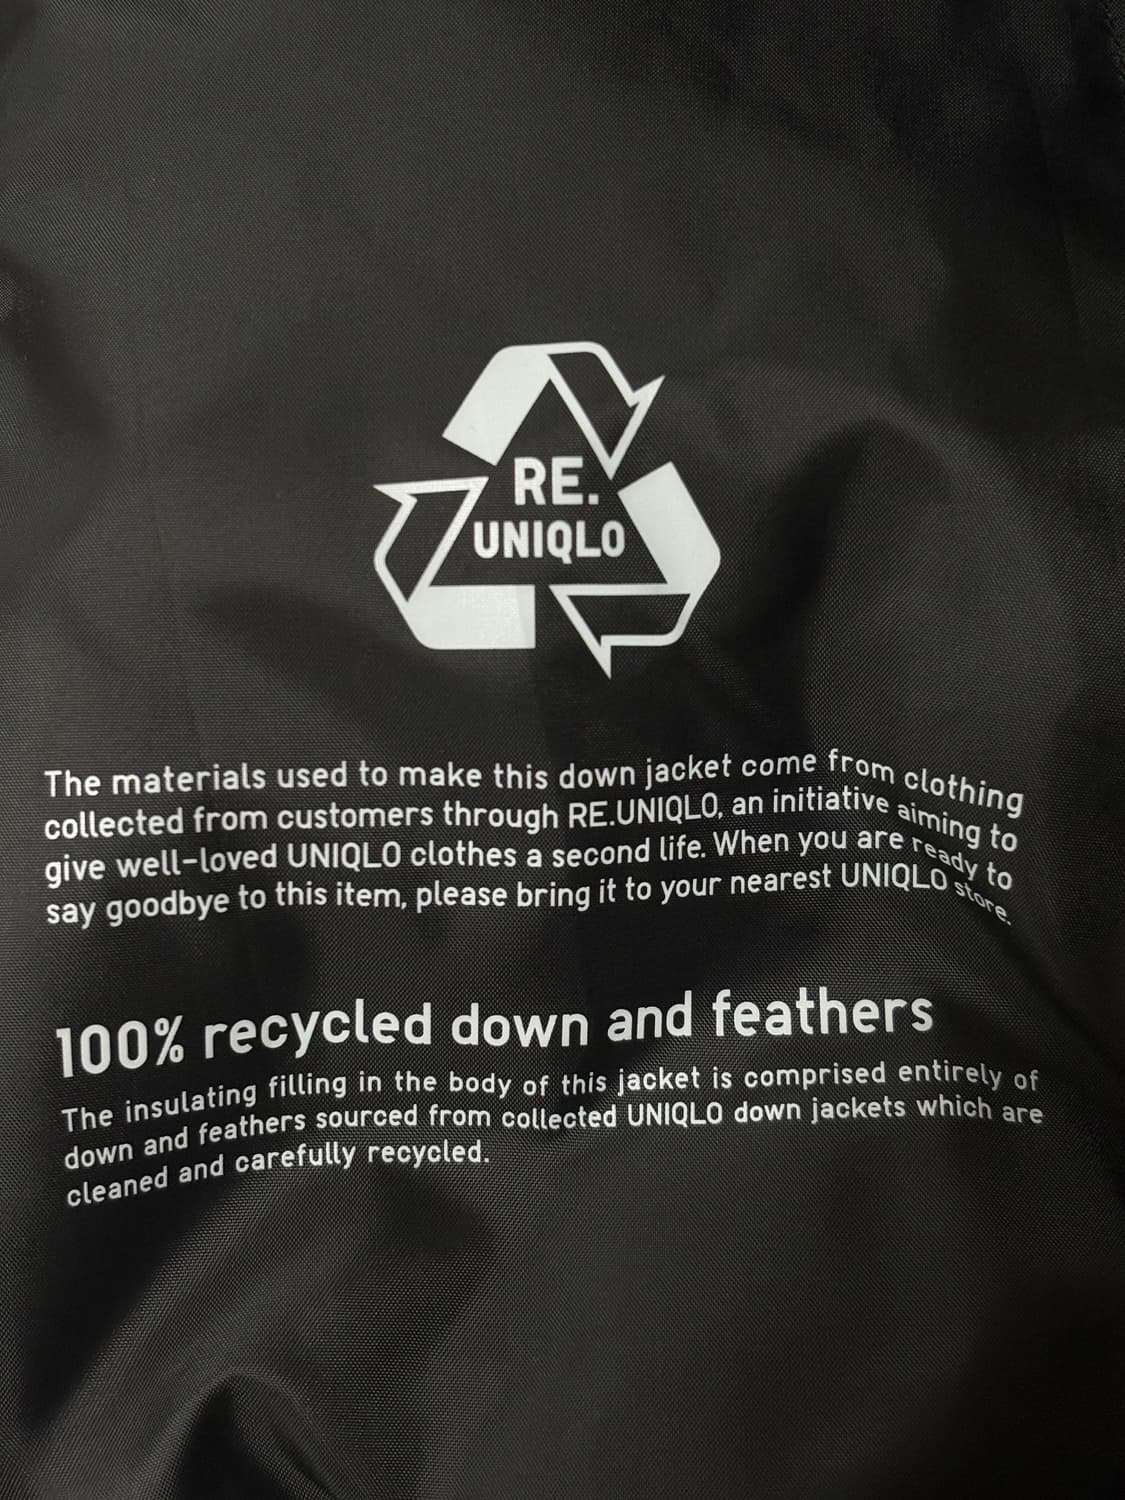 RE.
UNIQLO
The materials used to make this down jacket come from clothing
collected from customers through RE.UNIQLO, an initiative aiming to
give well-loved UNIQLO clothes a second life. When you are ready to
say goodbye to this item, please bring it to your nearest UNIQLO store.
100% recycled down and feathers
The insulating filling in the body of this jacket is comprised entirely of
down and feathers sourced from collected UNIQLO down jackets which are
cleaned and carefully recycled.